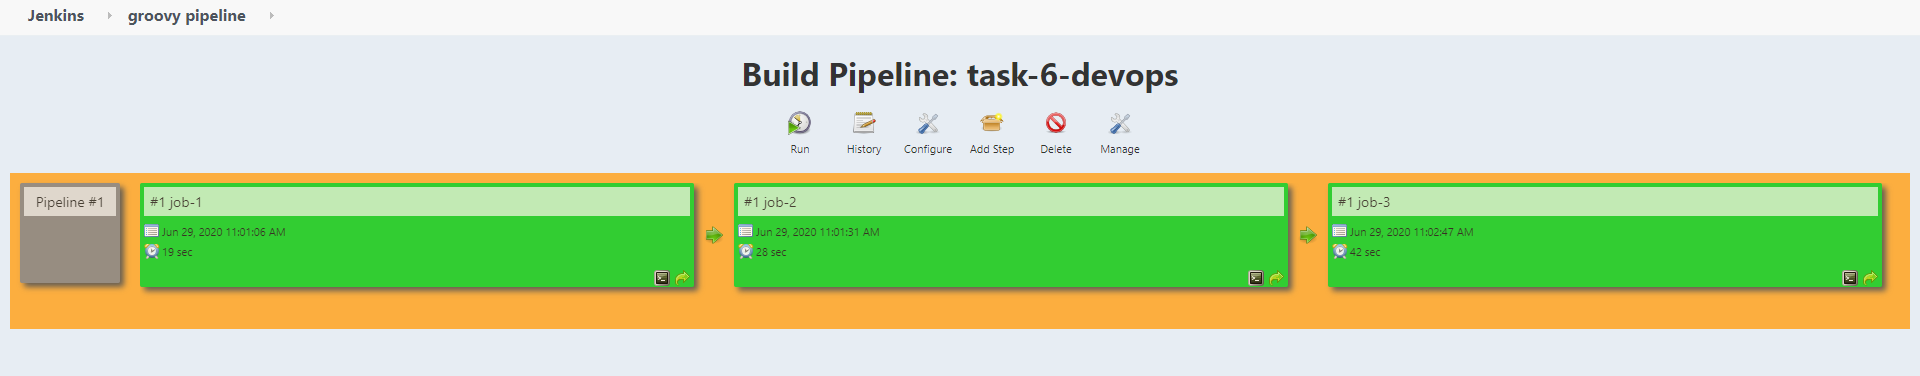 Jenkins groovy pipeline
Build Pipeline: task-6-devops
Run History Configure Add Step Delete Manage
Pipeline #1
#1 job-1
Jun 29, 2020 11:01:06 AM
19 sec
#1 job-2
Jun 29, 2020 11:01:31 AM
28 sec
#1 job-3
Jun 29, 2020 11:02:47 AM
42 sec